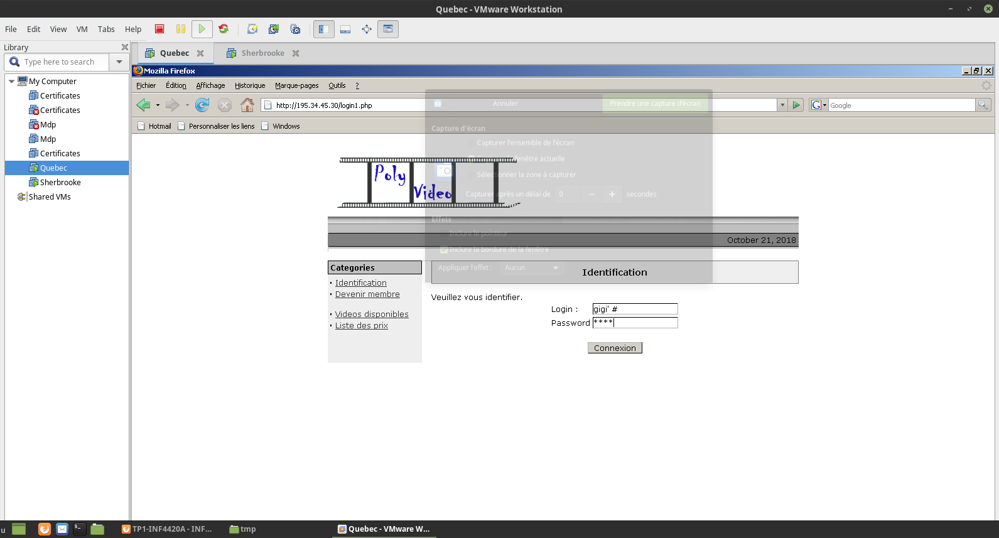 Quebec - VMware Workstation
File Edit View VM Tabs Help
Library
Type here to search
My Computer
Certificates
Certificates
Mdp
Mdp
Certificates
Quebec
Sherbrooke
Shared VMs
Quebec
Sherbrooke
Mozilla Firefox
Fichier Édition Affichage Historique Marque-pages Outils ?
http://195.34.45.30/login1.php
Google
Hotmail Personnaliser les liens Windows
Annuler Prendre une capture d'écran
Capture d'écran
Capturer l'ensemble de l'écran
Capturer la fenêtre actuelle
Sélectionner la zone à capturer
Capturer après un délai de 0 − + secondes
Effets
Inclure le pointeur
Inclure la bordure de la fenêtre
Appliquer l'effet : Aucun
Poly
Video
October 21, 2018
Categories
Identification
Devenir membre
Videos disponibles
Liste des prix
Identification
Veuillez vous identifier.
Login : gigi' #
Password ****
Connexion
u
TP1-INF4420A - INF...
tmp
Quebec - VMware W...